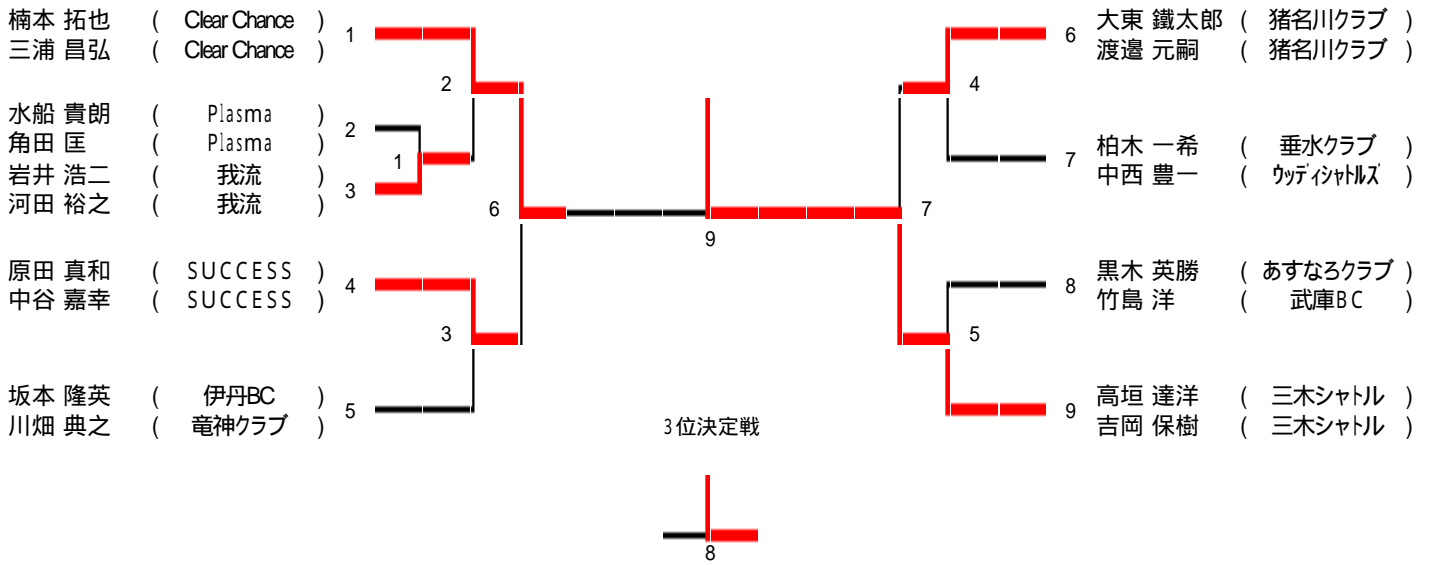 楠本 拓也 ( Clear Chance ) 1
三浦 昌弘 ( Clear Chance )
2
水船 貴朗 ( Plasma ) 2
角田 匡 ( Plasma )
1
岩井 浩二 ( 我流 ) 3
河田 裕之 ( 我流 )
6
原田 真和 ( SUCCESS ) 4
中谷 嘉幸 ( SUCCESS )
3
坂本 隆英 ( 伊丹BC ) 5
川畑 典之 ( 竜神クラブ )
9
3位決定戦
8
6 大東 鐵太郎 ( 猪名川クラブ )
渡邉 元嗣 ( 猪名川クラブ )
4
7 柏木 一希 ( 垂水クラブ )
中西 豊一 ( ウッディシャトルズ )
7
8 黒木 英勝 ( あすなろクラブ )
竹島 洋 ( 武庫BC )
5
9 高垣 達洋 ( 三木シャトル )
吉岡 保樹 ( 三木シャトル )